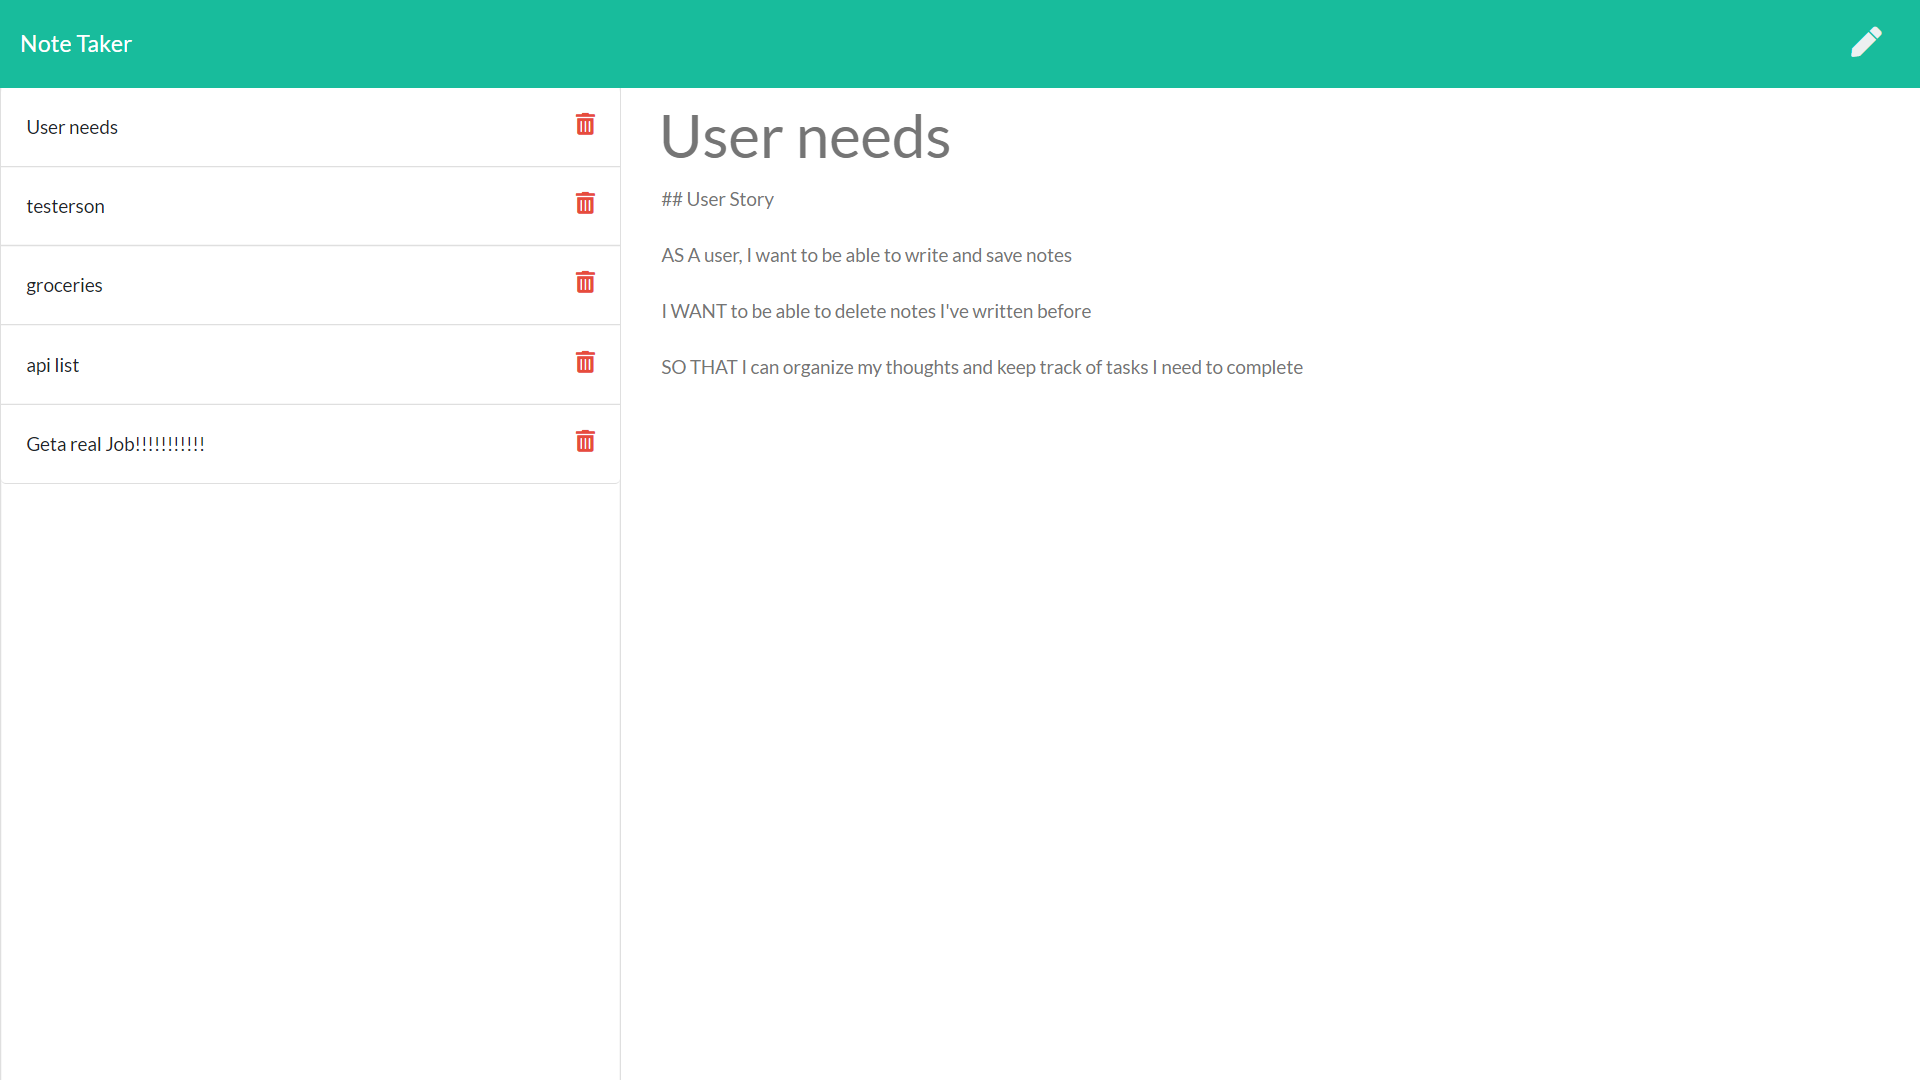 Note Taker
User needs
testerson
groceries
api list
Geta real Job!!!!!!!!!!!
User needs
## User Story
AS A user, I want to be able to write and save notes
I WANT to be able to delete notes I've written before
SO THAT I can organize my thoughts and keep track of tasks I need to complete